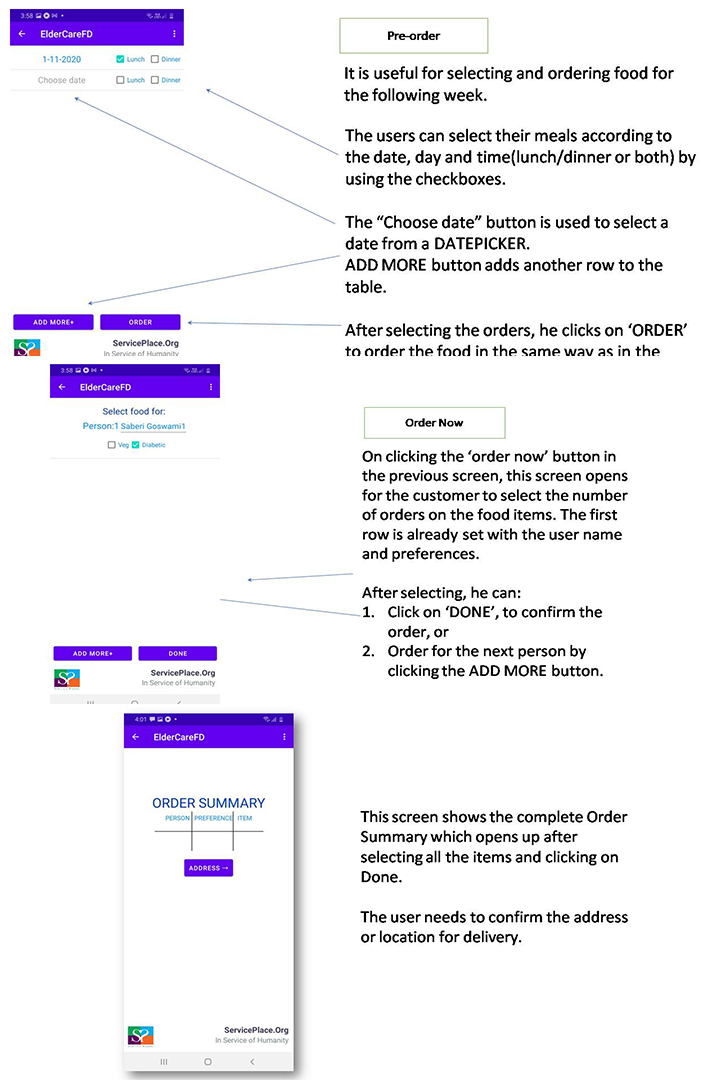 3:58
ElderCareFD
1-11-2020 Lunch Dinner
Choose date Lunch Dinner
ADD MORE+ ORDER
ServicePlace.Org
In Service of Humanity
Pre-order
It is useful for selecting and ordering food for
the following week.
The users can select their meals according to
the date, day and time(lunch/dinner or both) by
using the checkboxes.
The “Choose date” button is used to select a
date from a DATEPICKER.
ADD MORE button adds another row to the
table.
After selecting the orders, he clicks on ‘ORDER’
to order the food in the same way as in the
3:58
ElderCareFD
Select food for:
Person:1 Saberi Goswami1
Veg Diabetic
ADD MORE+ DONE
ServicePlace.Org
In Service of Humanity
Order Now
On clicking the ‘order now’ button in
the previous screen, this screen opens
for the customer to select the number
of orders on the food items. The first
row is already set with the user name
and preferences.
After selecting, he can:
1. Click on ‘DONE’, to confirm the
order, or
2. Order for the next person by
clicking the ADD MORE button.
4:01
ElderCareFD
ORDER SUMMARY
PERSON PREFERENCE ITEM
ADDRESS →
ServicePlace.Org
In Service of Humanity
This screen shows the complete Order
Summary which opens up after
selecting all the items and clicking on
Done.
The user needs to confirm the address
or location for delivery.